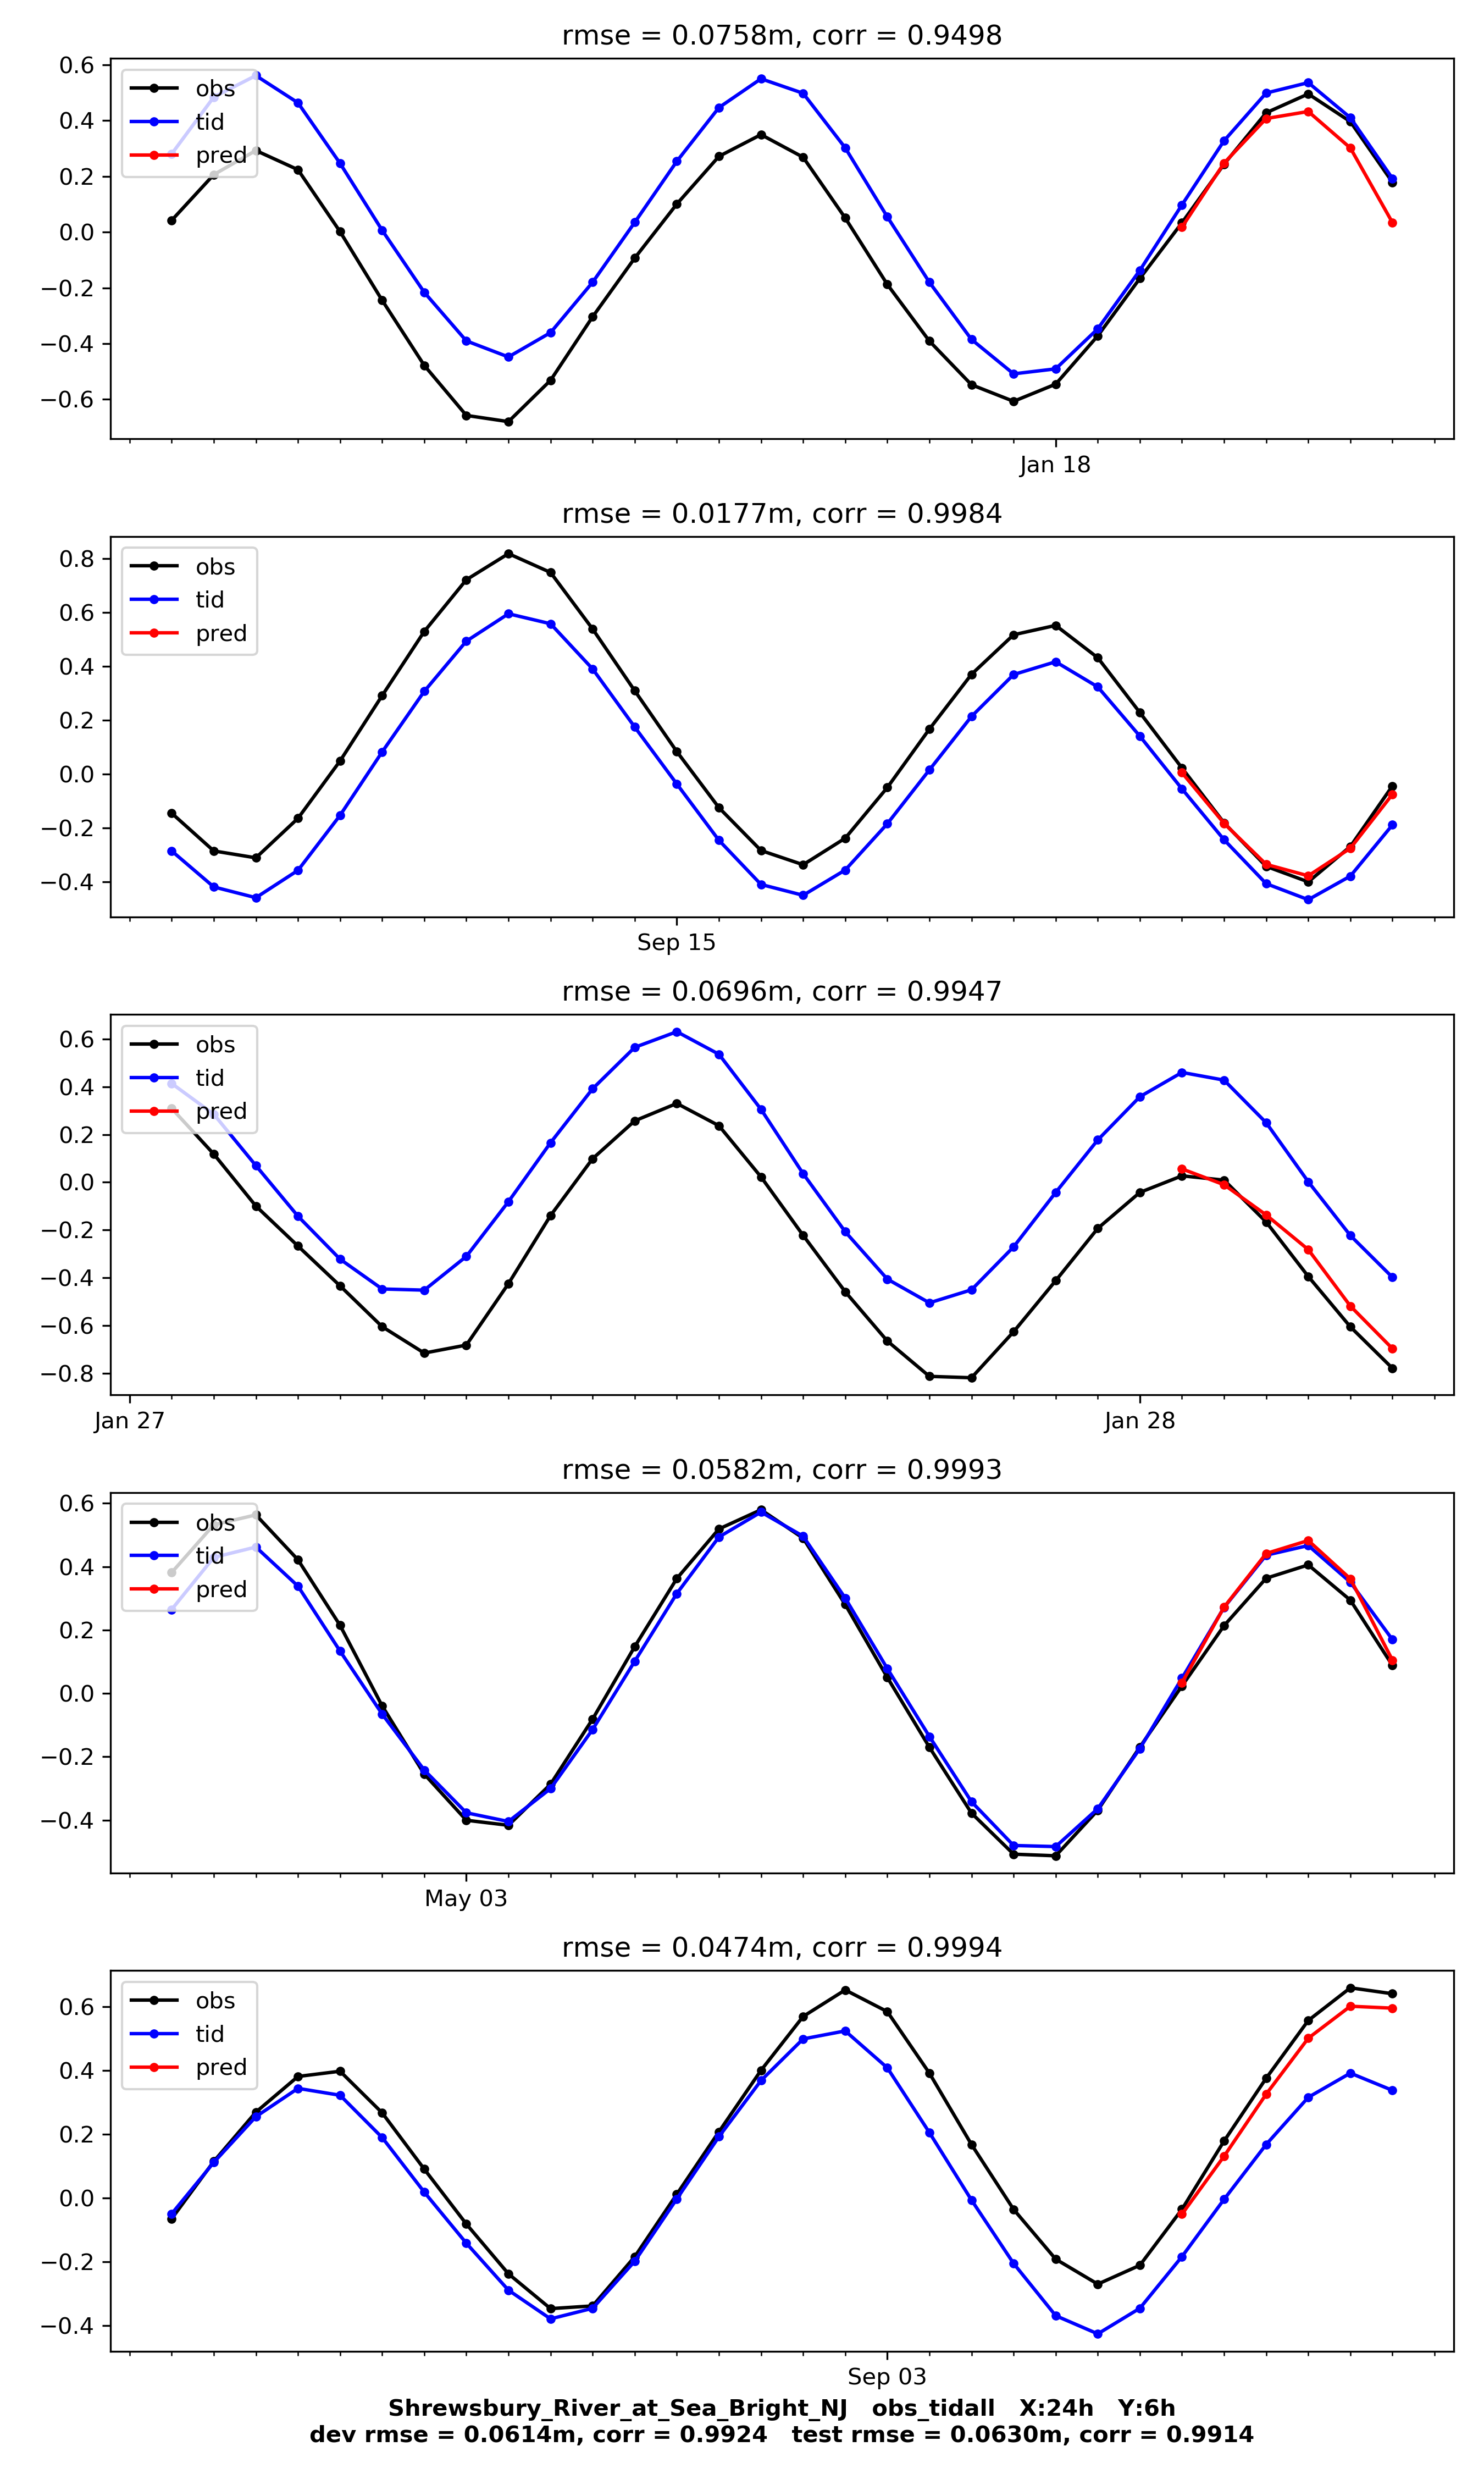 rmse = 0.0758m, corr = 0.9498
0.6
0.4
0.2
0.0
−0.2
−0.4
−0.6
obs
tid
pred
Jan 18
rmse = 0.0177m, corr = 0.9984
0.8
0.6
0.4
0.2
0.0
−0.2
−0.4
obs
tid
pred
Sep 15
rmse = 0.0696m, corr = 0.9947
0.6
0.4
0.2
0.0
−0.2
−0.4
−0.6
−0.8
obs
tid
pred
Jan 27
Jan 28
rmse = 0.0582m, corr = 0.9993
0.6
0.4
0.2
0.0
−0.2
−0.4
obs
tid
pred
May 03
rmse = 0.0474m, corr = 0.9994
0.6
0.4
0.2
0.0
−0.2
−0.4
obs
tid
pred
Sep 03
Shrewsbury_River_at_Sea_Bright_NJ obs_tidall X:24h Y:6h
dev rmse = 0.0614m, corr = 0.9924 test rmse = 0.0630m, corr = 0.9914